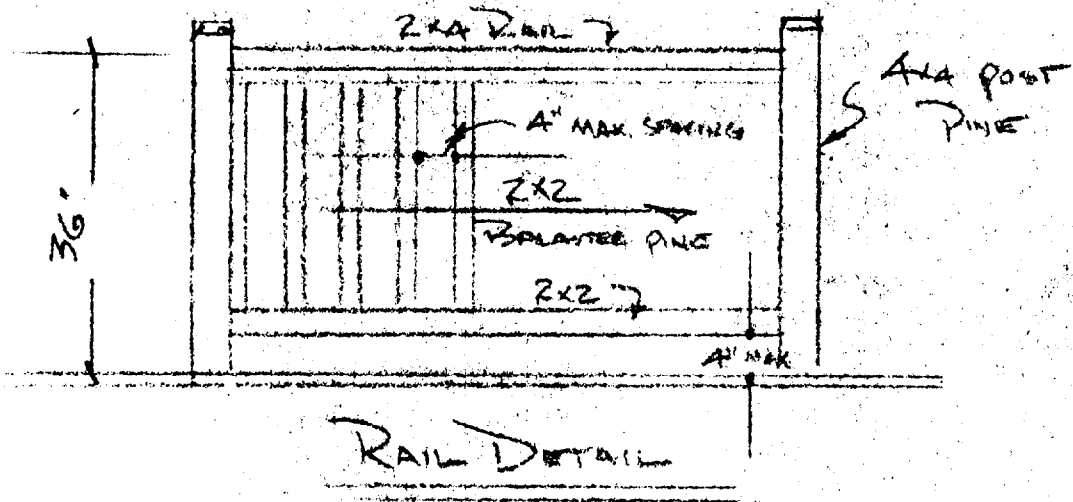 2x4 RAIL
4x4 POST
PINE
4" MAX. SPACING
36"
2x2
BALUSTER PINE
2x2
4" MAX
RAIL DETAIL